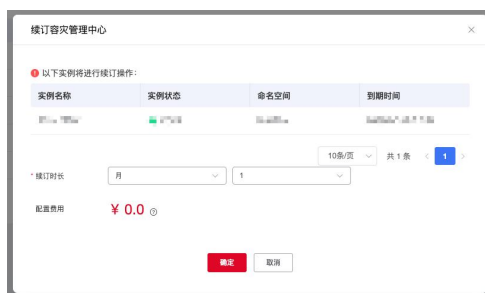 续订容灾管理中心
以下实例将进行续订操作：
实例名称 实例状态 命名空间 到期时间
10条/页 共 1 条 < 1 >
* 续订时长 月 1
配置费用 ¥ 0.0
确定 取消